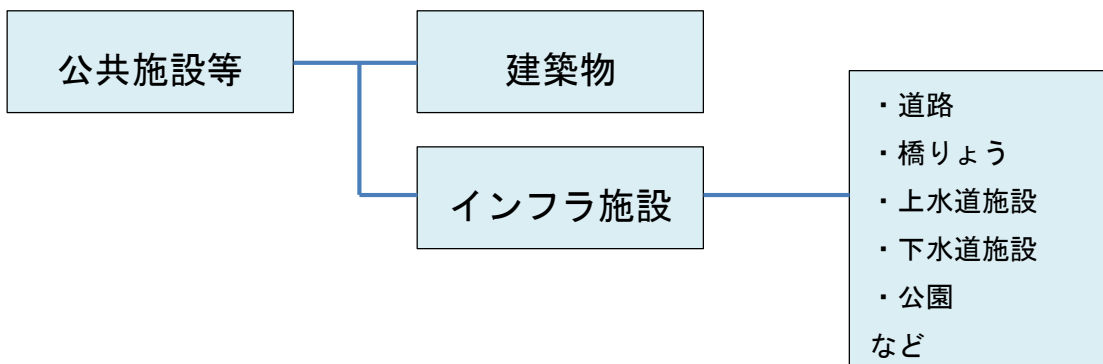 公共施設等
建築物
インフラ施設
・道路
・橋りょう
・上水道施設
・下水道施設
・公園
など